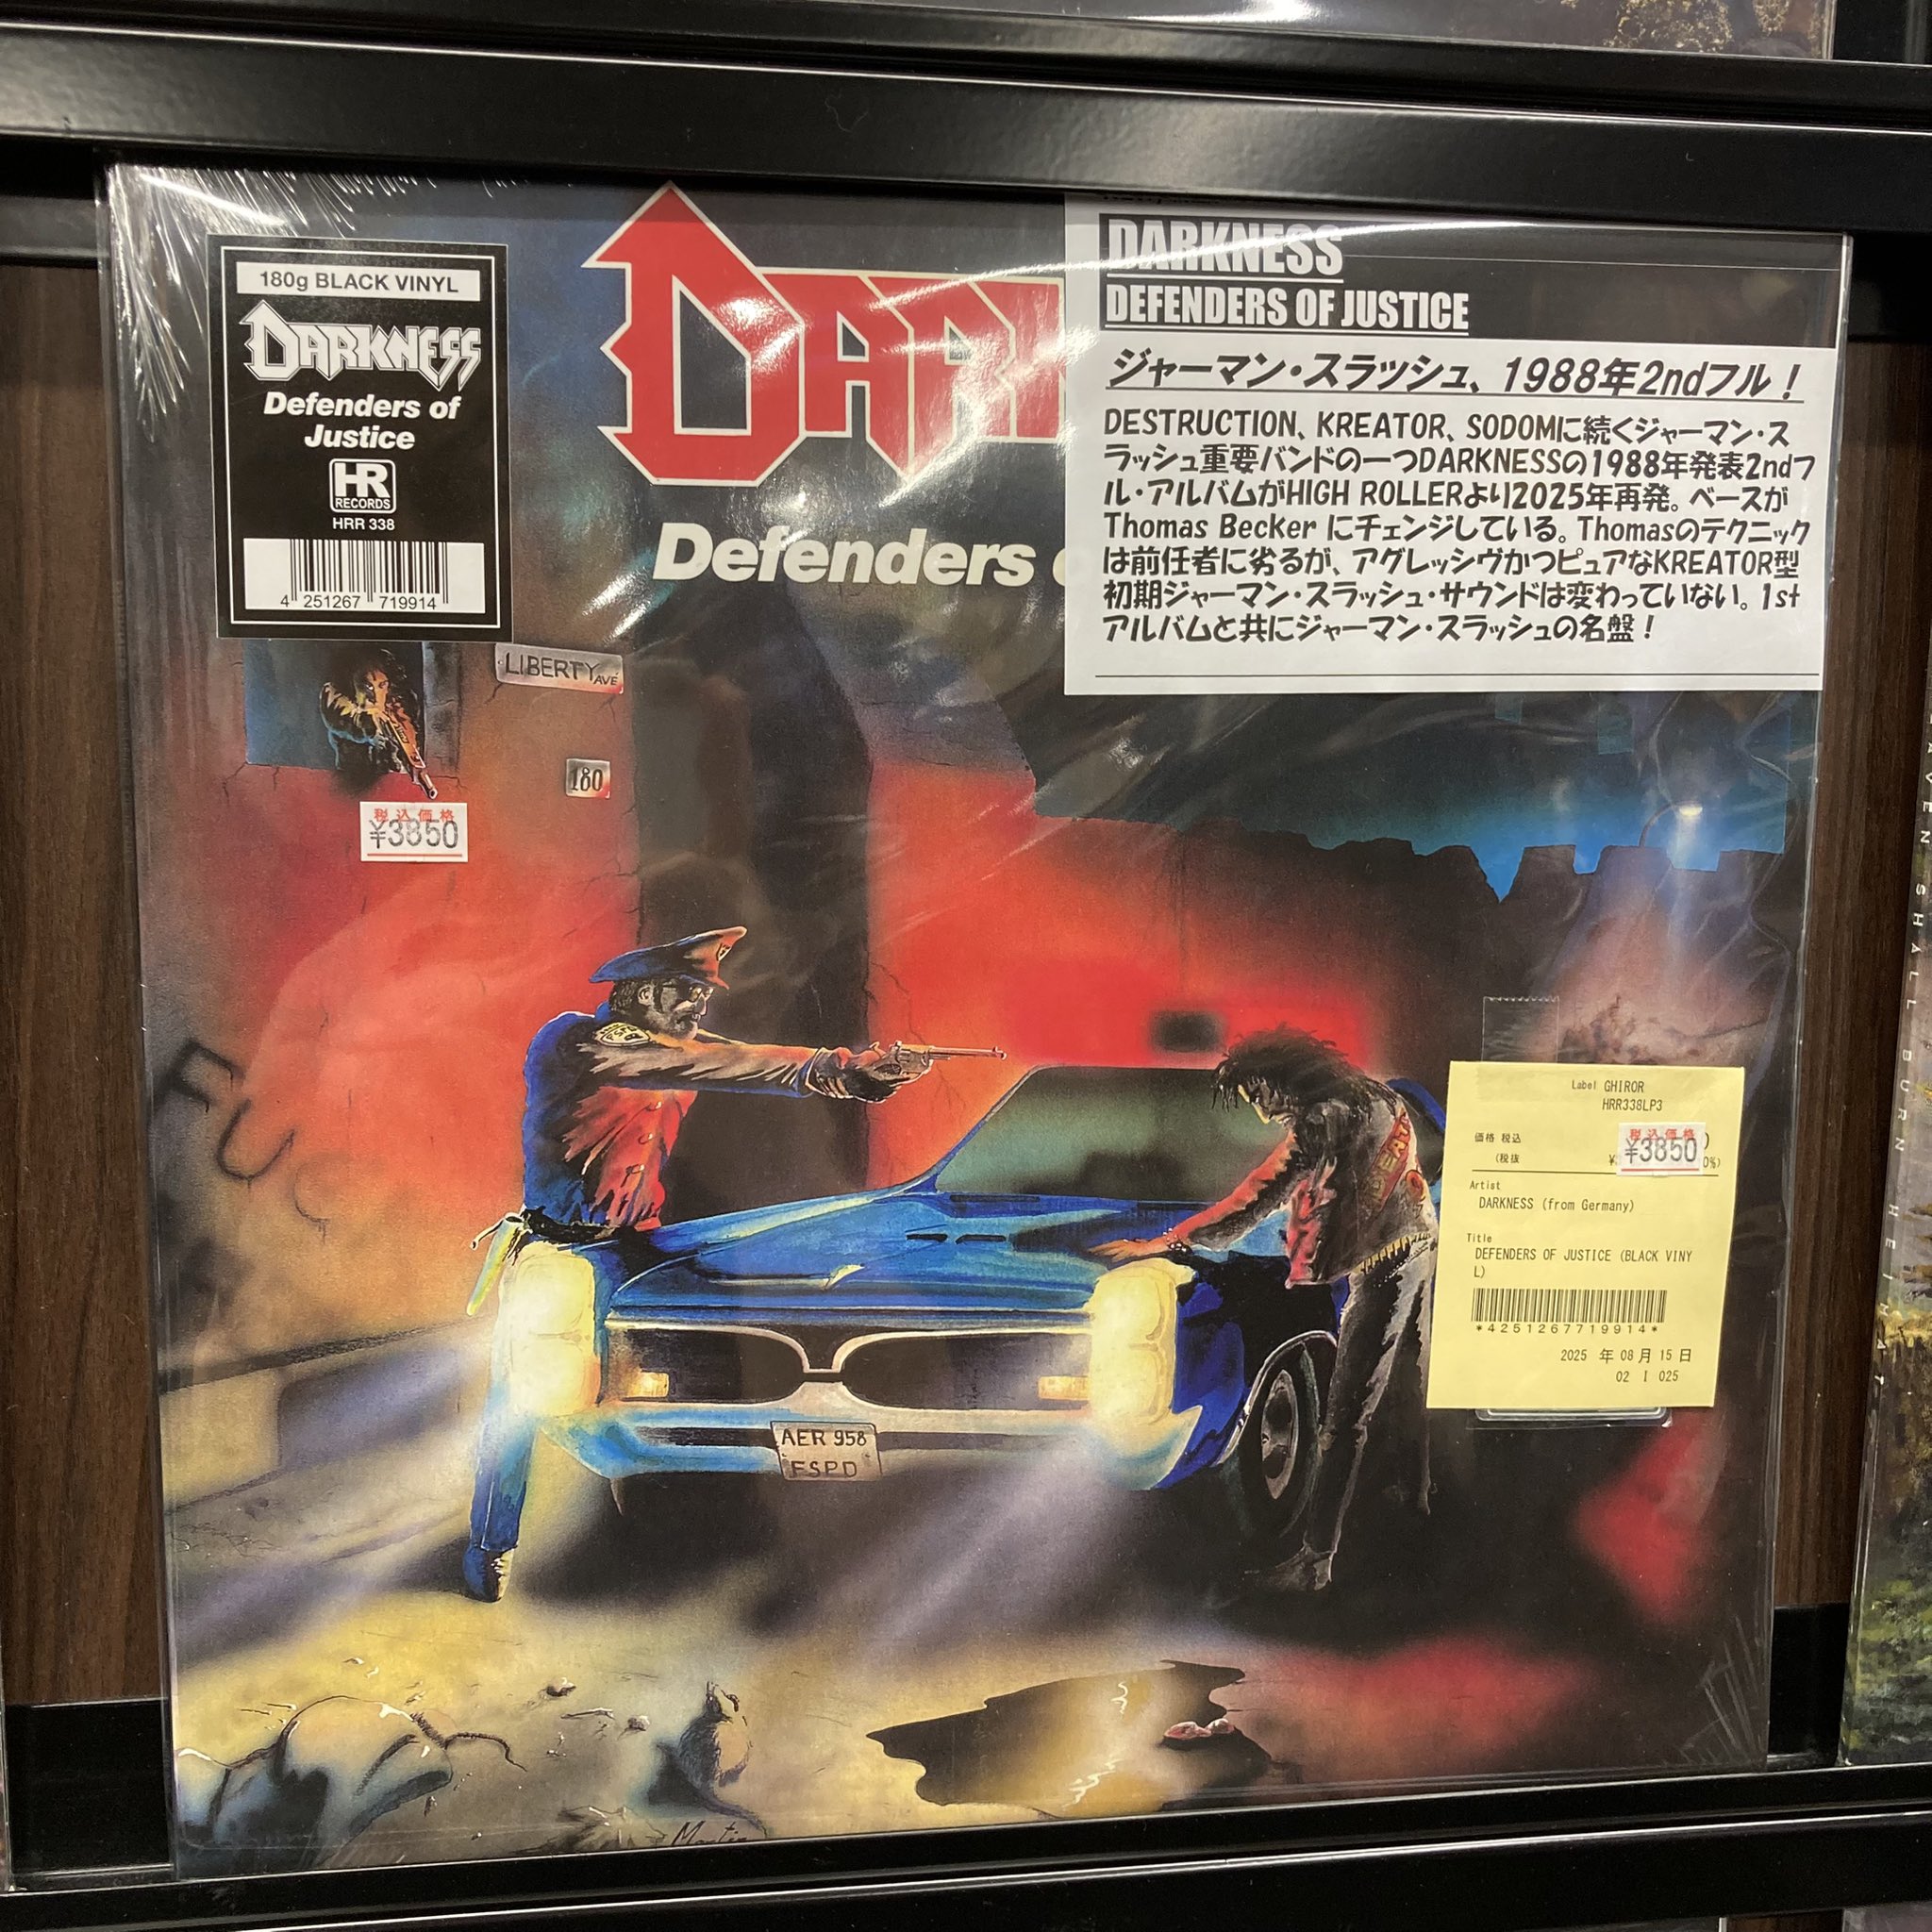 180g BLACK VINYL
DARKNESS
Defenders of
Justice
HR
RECORDS
HRR 338
4 251267 719914
Defenders
DARKNESS
DEFENDERS OF JUSTICE
ジャーマン・スラッシュ、1988年2ndフル！
DESTRUCTION、KREATOR、SODOMに続くジャーマン・ス
ラッシュ重要バンドの一つDARKNESSの1988年発表2ndフ
ル・アルバムがHIGH ROLLERより2025年再発。ベースが
Thomas Becker にチェンジしている。Thomasのテクニック
は前任者に劣るが、アグレッシヴかつピュアなKREATOR型
初期ジャーマン・スラッシュ・サウンドは変わっていない。1st
アルバムと共にジャーマン・スラッシュの名盤！
LIBERTY AVE
180
税込価格
¥3850
FUC
AER 958
FSPD
Label GHIROR
HRR338LP3
価格 税込
(税抜
税込価格
¥3850
0%)
Artist
DARKNESS (from Germany)
Title
DEFENDERS OF JUSTICE (BLACK VINY
L)
*4251267719914*
2025 年 08 月 15 日
02 I 025